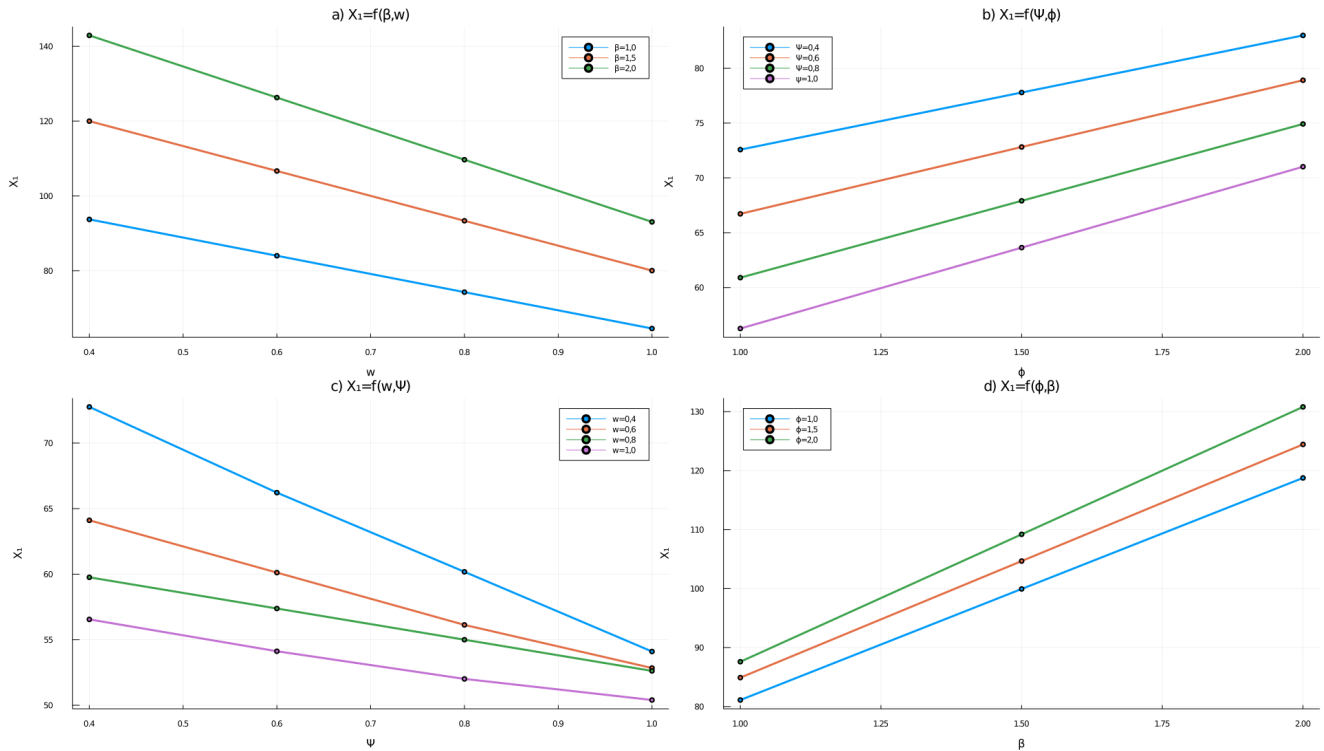 a) X₁=f(β,w)
140
120
100
80
X₁
β=1,0
β=1,5
β=2,0
0.4 0.5 0.6 0.7 0.8 0.9 1.0
w
b) X₁=f(Ψ,ϕ)
80
75
70
65
60
X₁
Ψ=0,4
Ψ=0,6
Ψ=0,8
ψ=1,0
1.00 1.25 1.50 1.75 2.00
ϕ
c) X₁=f(w,Ψ)
70
65
60
55
50
X₁
w=0,4
w=0,6
w=0,8
w=1,0
0.4 0.5 0.6 0.7 0.8 0.9 1.0
Ψ
d) X₁=f(ϕ,β)
130
120
110
100
90
80
X₁
ϕ=1,0
ϕ=1,5
ϕ=2,0
1.00 1.25 1.50 1.75 2.00
β